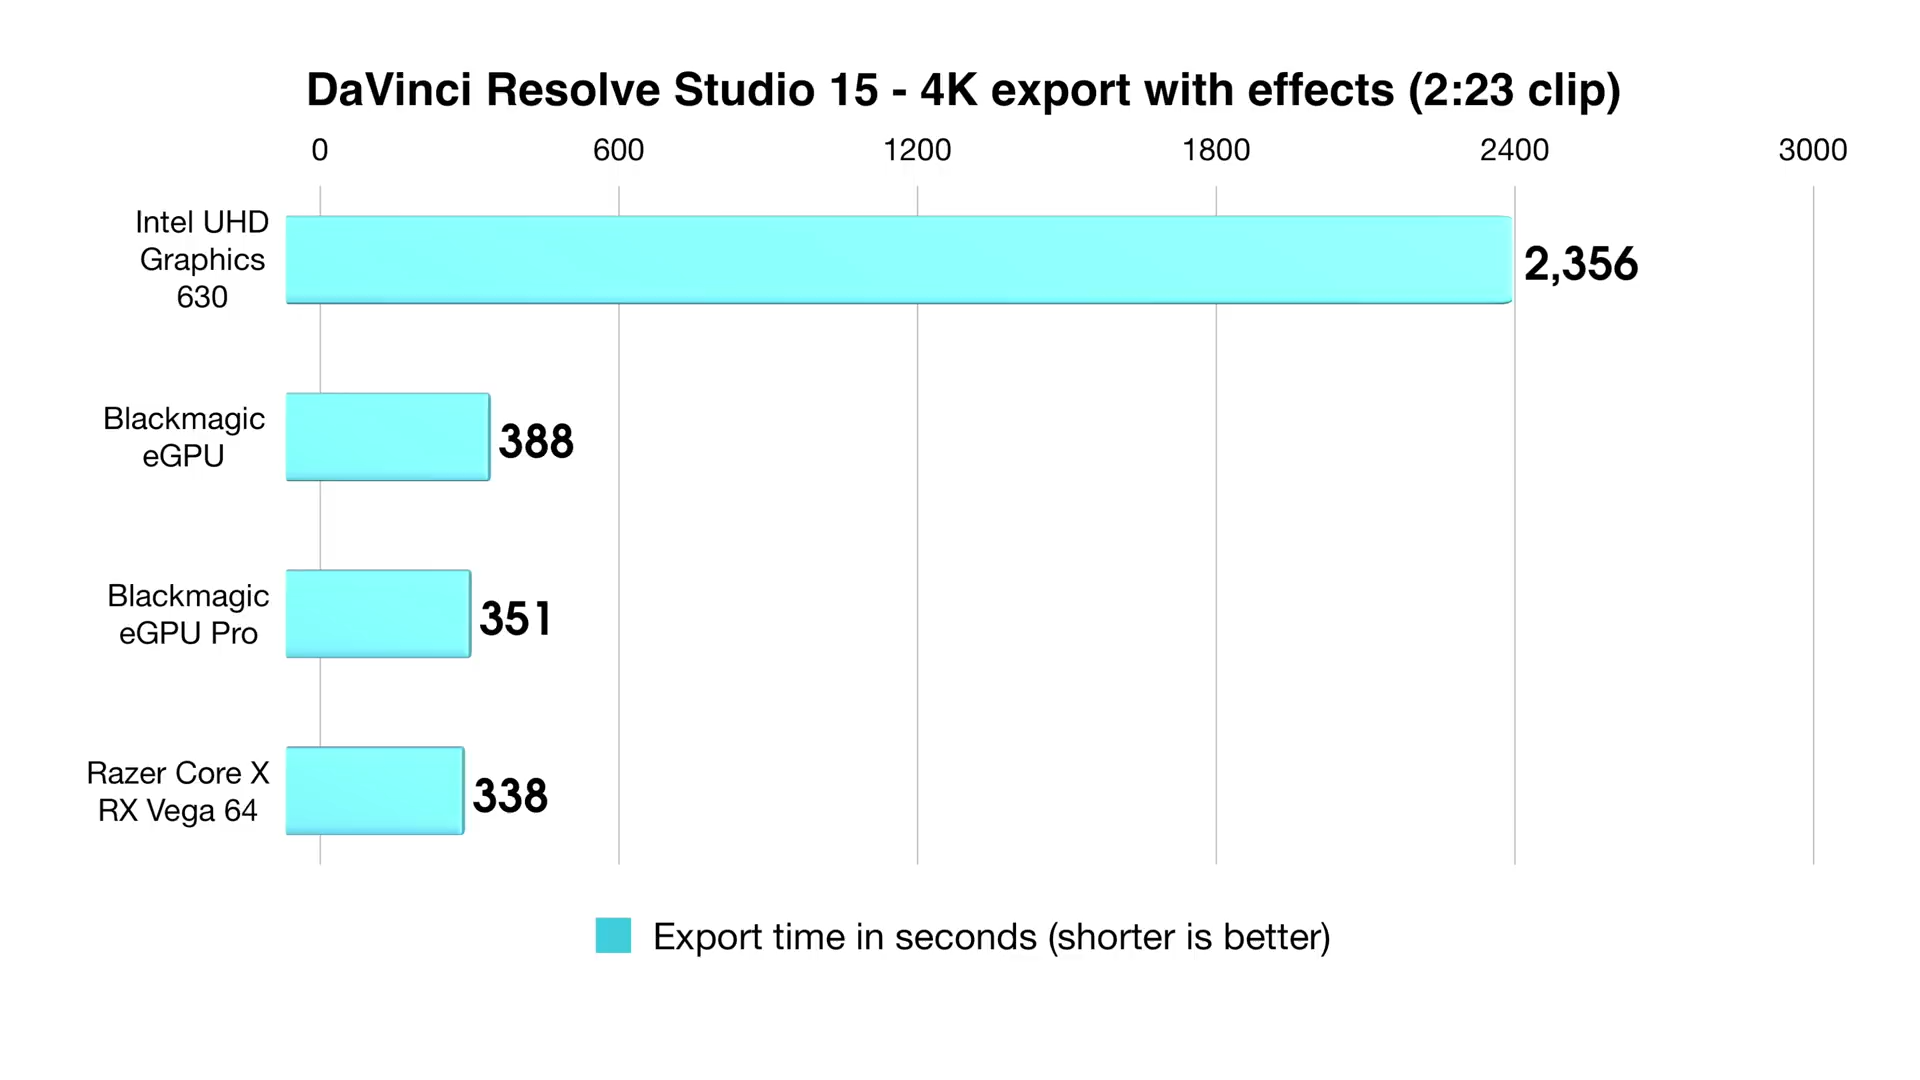 DaVinci Resolve Studio 15 - 4K export with effects (2:23 clip)
0 600 1200 1800 2400 3000
Intel UHD
Graphics
630
2,356
Blackmagic
eGPU
388
Blackmagic
eGPU Pro
351
Razer Core X
RX Vega 64
338
Export time in seconds (shorter is better)